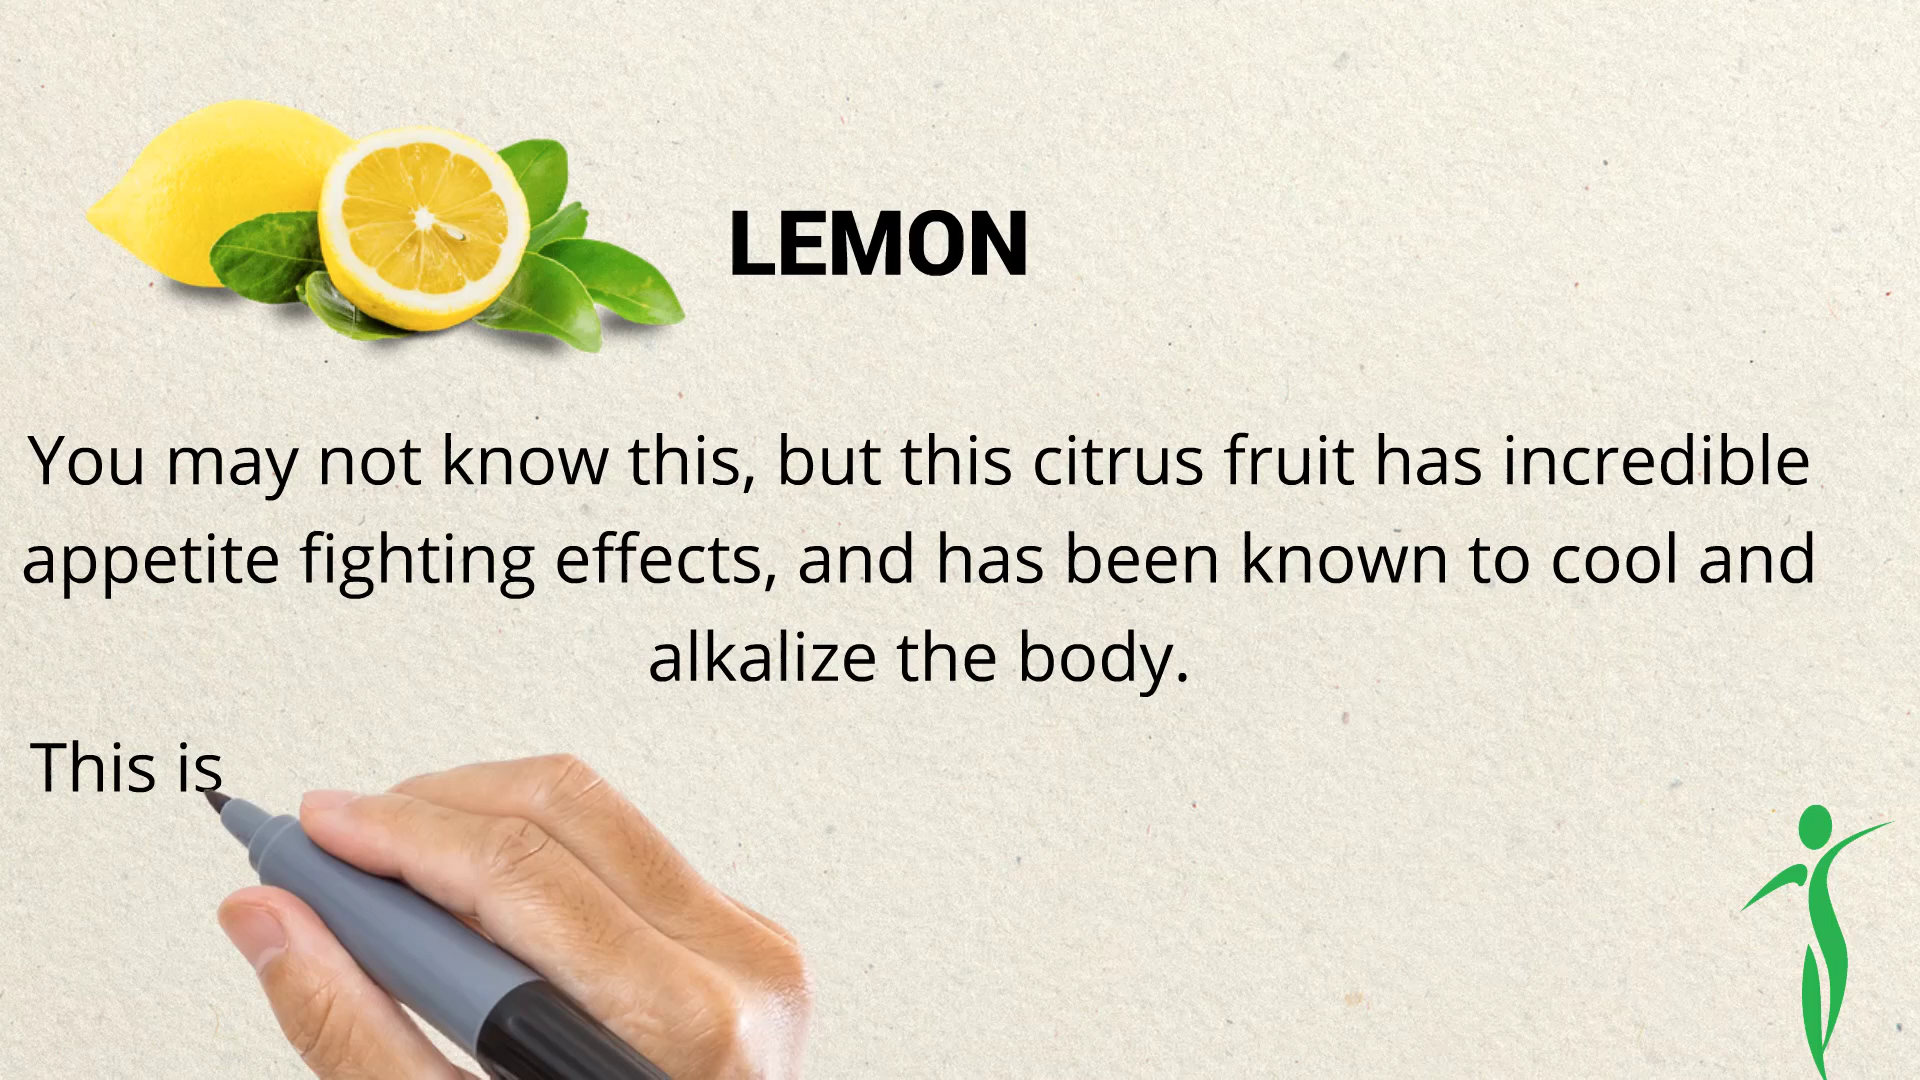 LEMON
You may not know this, but this citrus fruit has incredible
appetite fighting effects, and has been known to cool and
alkalize the body.
This is